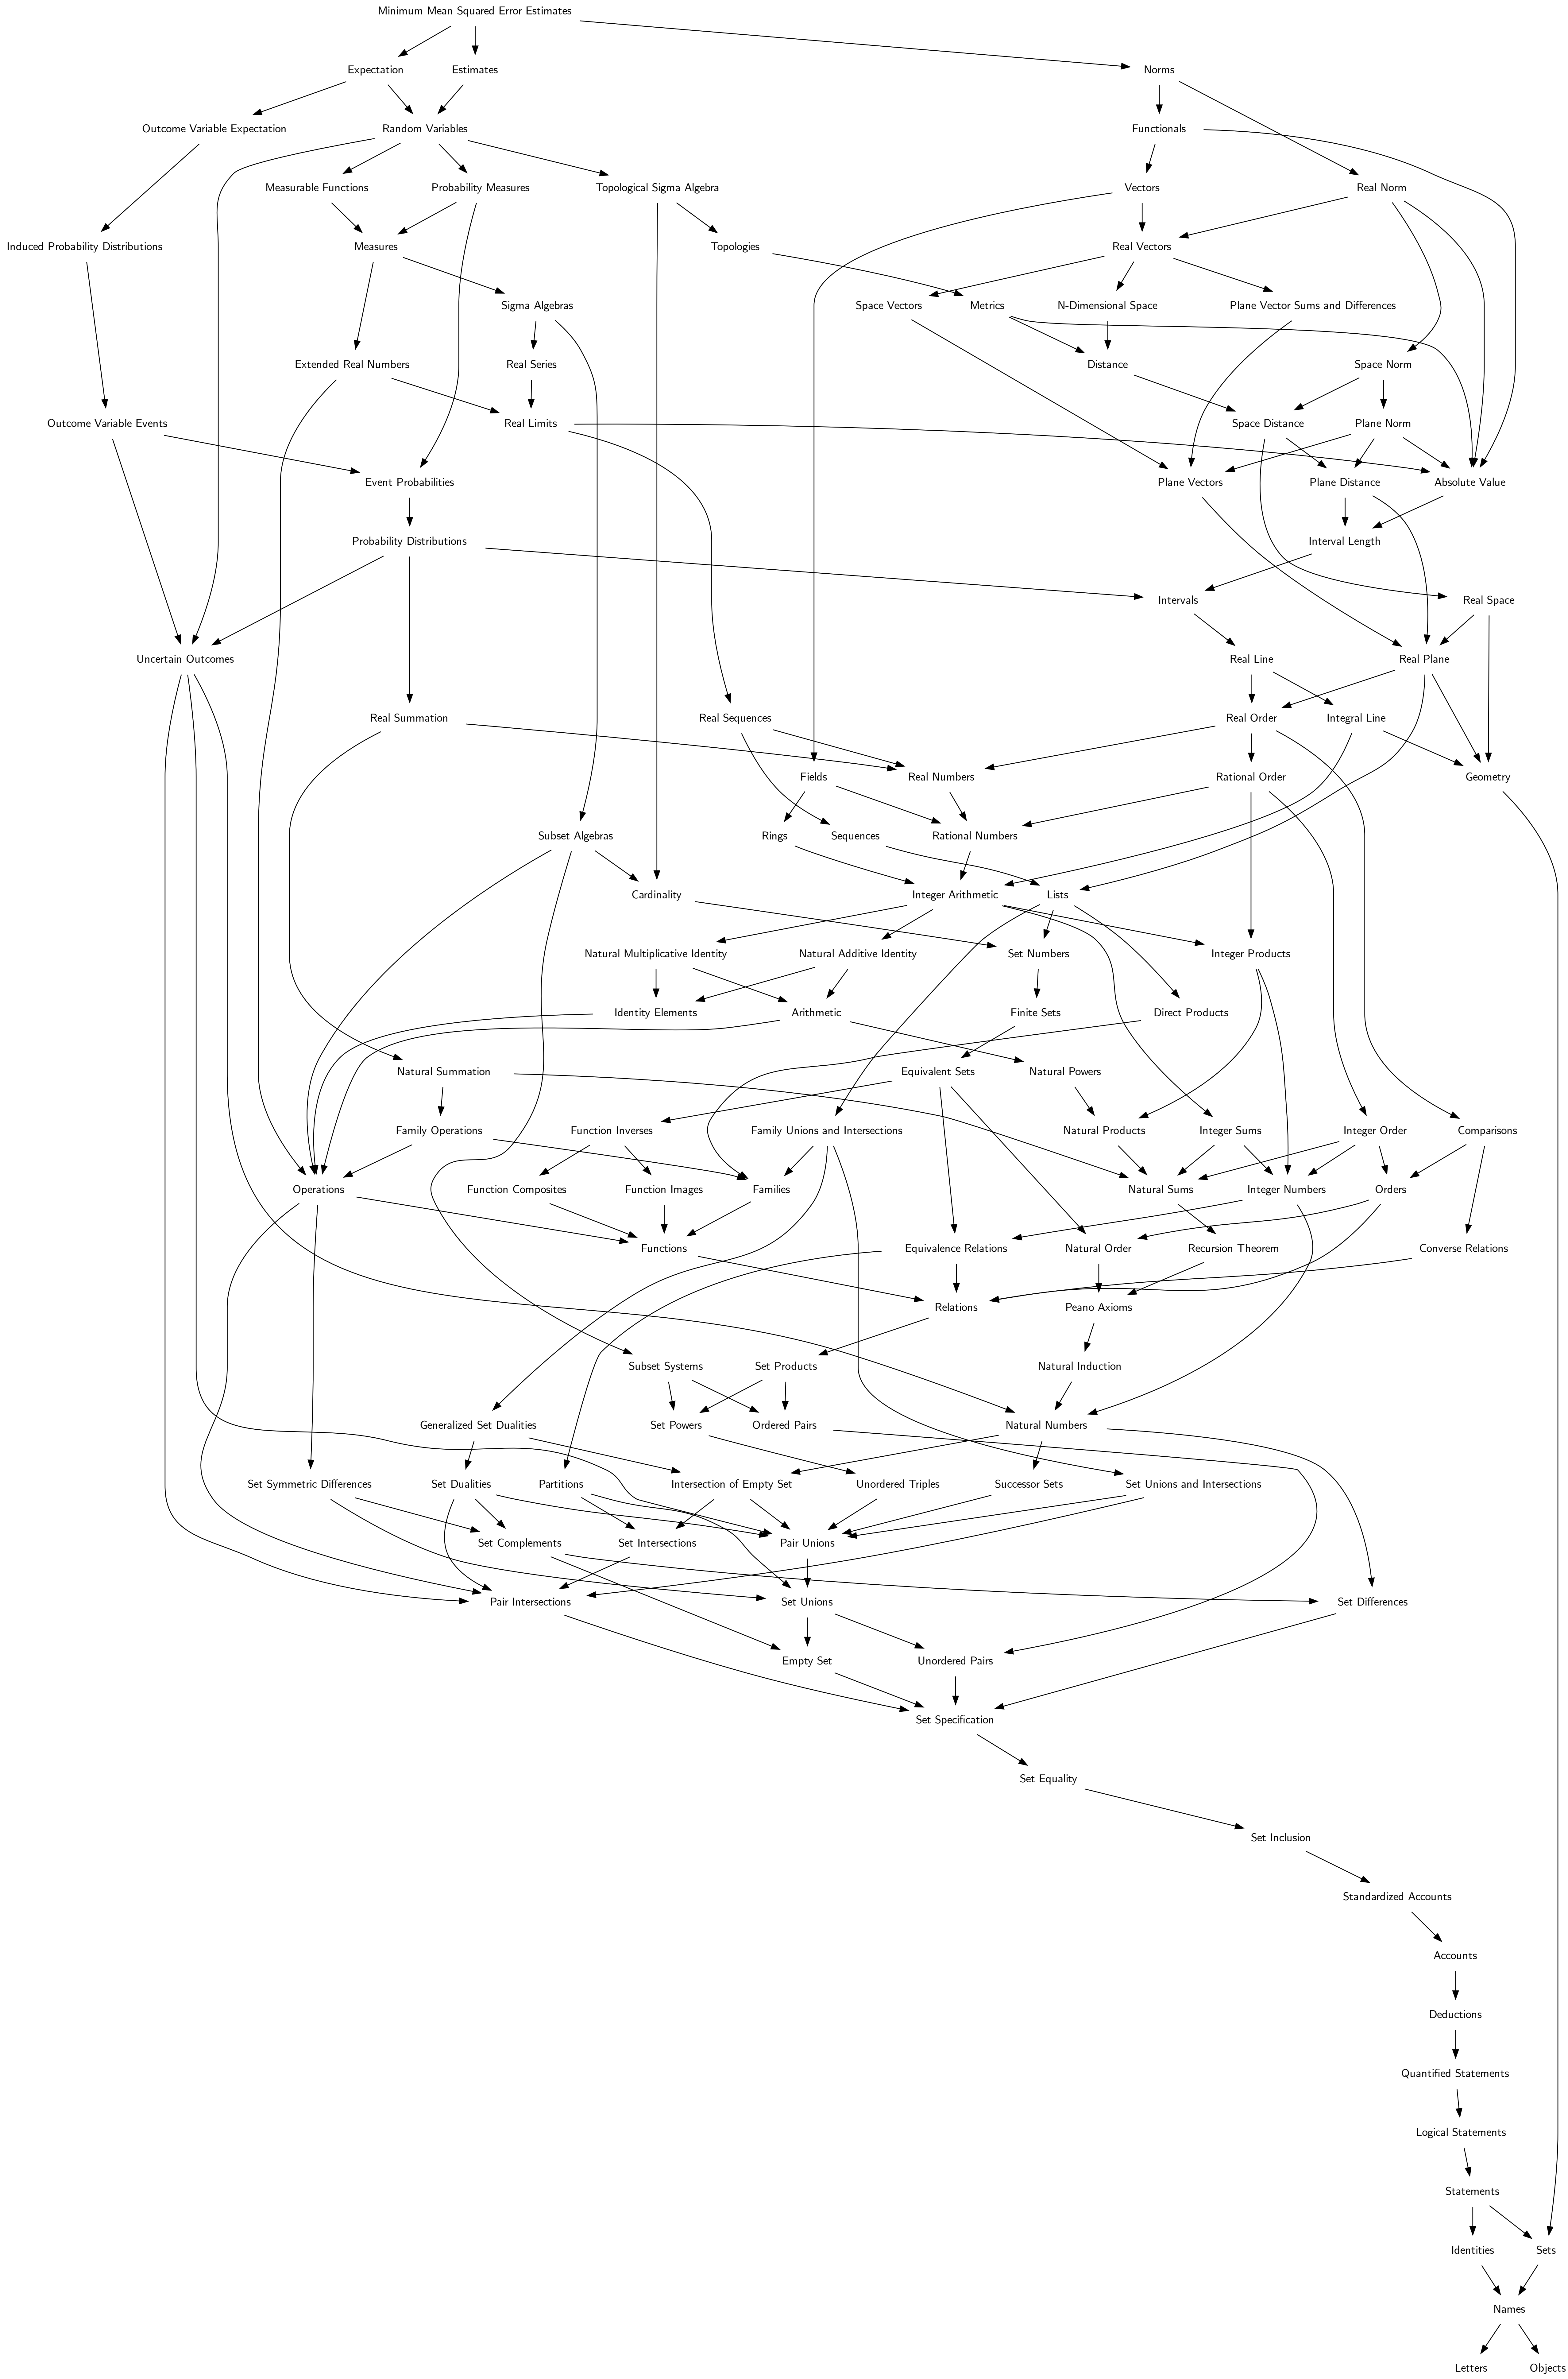 Minimum Mean Squared Error Estimates
Expectation
Estimates
Norms
Outcome Variable Expectation
Random Variables
Functionals
Measurable Functions
Probability Measures
Topological Sigma Algebra
Vectors
Real Norm
Induced Probability Distributions
Measures
Topologies
Real Vectors
Sigma Algebras
Space Vectors
Metrics
N-Dimensional Space
Plane Vector Sums and Differences
Extended Real Numbers
Real Series
Distance
Space Norm
Outcome Variable Events
Real Limits
Space Distance
Plane Norm
Event Probabilities
Plane Vectors
Plane Distance
Absolute Value
Probability Distributions
Interval Length
Intervals
Real Space
Uncertain Outcomes
Real Line
Real Plane
Real Summation
Real Sequences
Real Order
Integral Line
Fields
Real Numbers
Rational Order
Geometry
Subset Algebras
Rings
Sequences
Rational Numbers
Cardinality
Integer Arithmetic
Lists
Natural Multiplicative Identity
Natural Additive Identity
Set Numbers
Integer Products
Identity Elements
Arithmetic
Finite Sets
Direct Products
Natural Summation
Equivalent Sets
Natural Powers
Family Operations
Function Inverses
Family Unions and Intersections
Natural Products
Integer Sums
Integer Order
Comparisons
Operations
Function Composites
Function Images
Families
Natural Sums
Integer Numbers
Orders
Functions
Equivalence Relations
Natural Order
Recursion Theorem
Converse Relations
Relations
Peano Axioms
Subset Systems
Set Products
Natural Induction
Generalized Set Dualities
Set Powers
Ordered Pairs
Natural Numbers
Set Symmetric Differences
Set Dualities
Partitions
Intersection of Empty Set
Unordered Triples
Successor Sets
Set Unions and Intersections
Set Complements
Set Intersections
Pair Unions
Pair Intersections
Set Unions
Set Differences
Empty Set
Unordered Pairs
Set Specification
Set Equality
Set Inclusion
Standardized Accounts
Accounts
Deductions
Quantified Statements
Logical Statements
Statements
Identities
Sets
Names
Letters
Objects